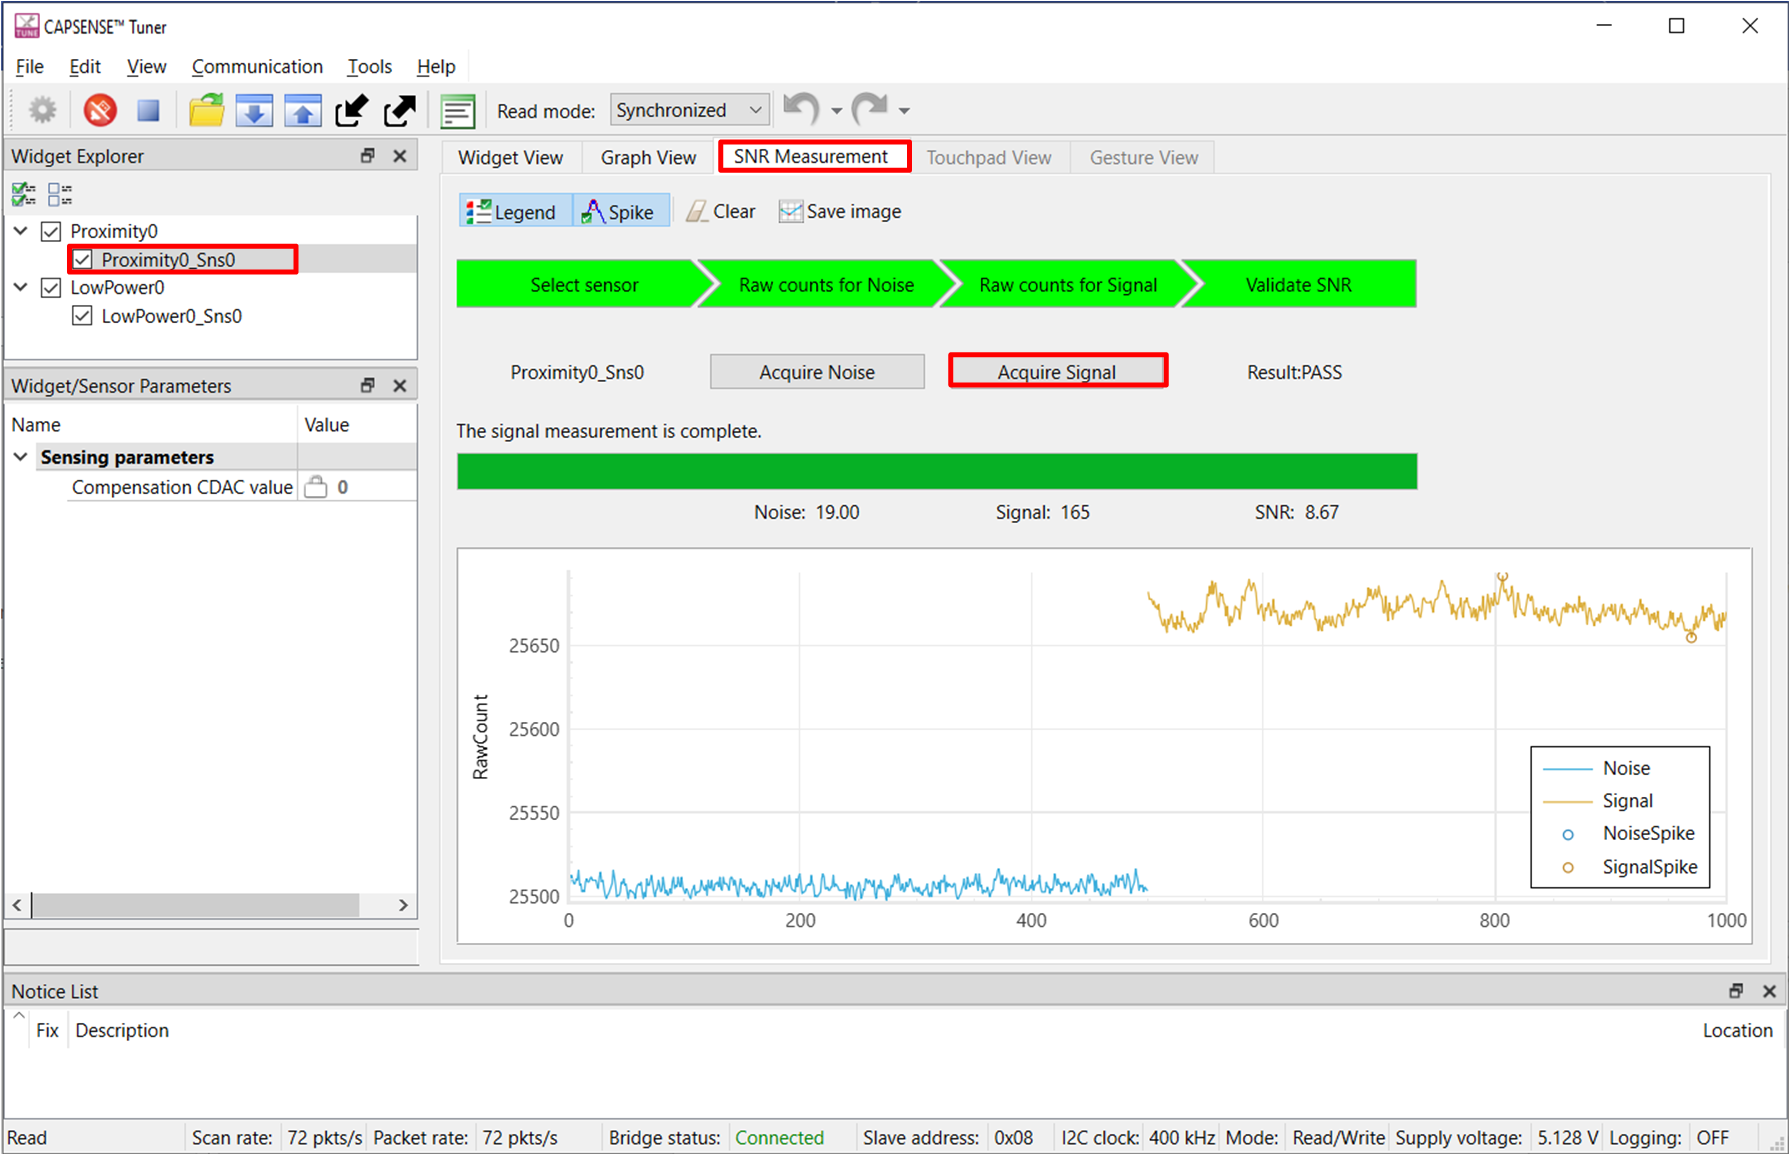 CAPSENSE™ Tuner
File Edit View Communication Tools Help
Read mode: Synchronized
Widget Explorer
Proximity0
Proximity0_Sns0
LowPower0
LowPower0_Sns0
Widget/Sensor Parameters
Name Value
Sensing parameters
Compensation CDAC value 0
Widget View Graph View SNR Measurement Touchpad View Gesture View
Legend Spike Clear Save image
Select sensor Raw counts for Noise Raw counts for Signal Validate SNR
Proximity0_Sns0 Acquire Noise Acquire Signal Result:PASS
The signal measurement is complete.
Noise: 19.00 Signal: 165 SNR: 8.67
RawCount
25650
25600
25550
25500
0 200 400 600 800 1000
Noise
Signal
NoiseSpike
SignalSpike
Notice List
Fix Description Location
Read Scan rate: 72 pkts/s Packet rate: 72 pkts/s Bridge status: Connected Slave address: 0x08 I2C clock: 400 kHz Mode: Read/Write Supply voltage: 5.128 V Logging: OFF